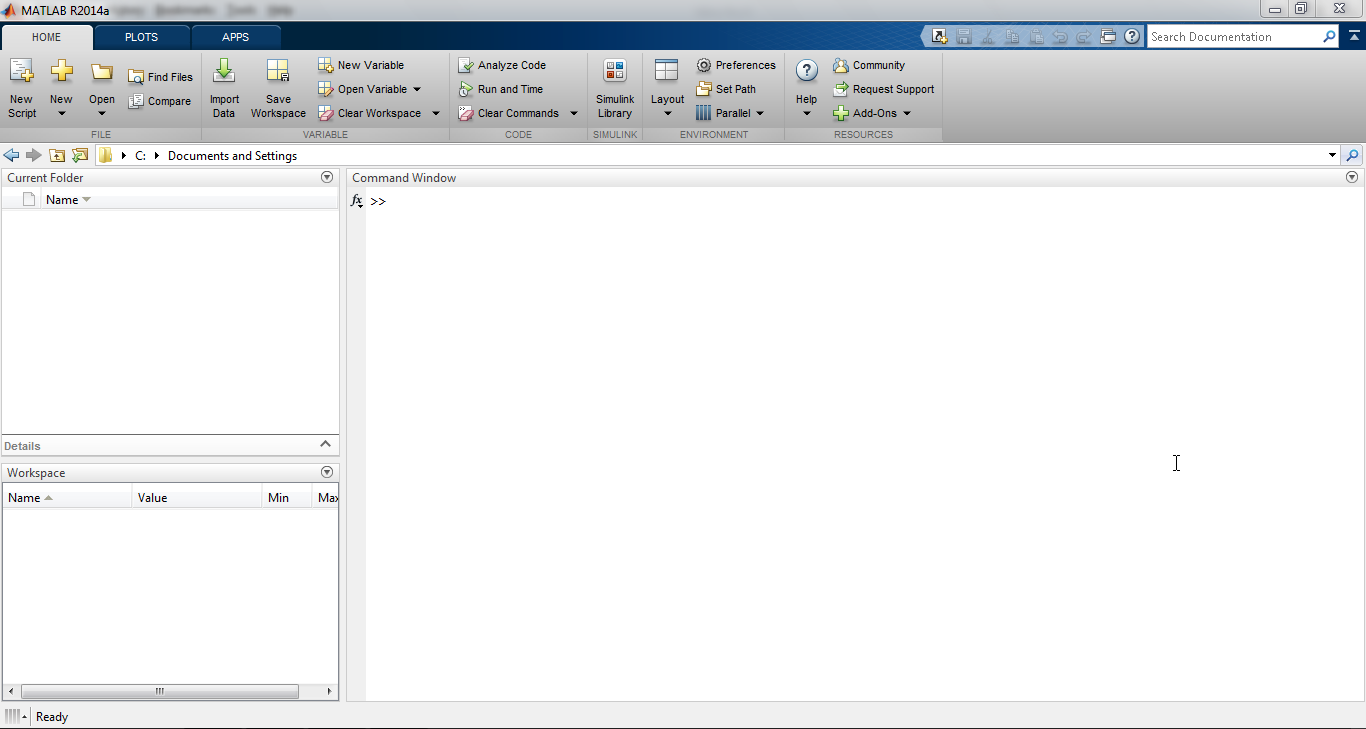 MATLAB R2014a
HOME PLOTS APPS
Search Documentation
New Script
New
Open
Find Files
Compare
FILE
Import Data
Save Workspace
New Variable
Open Variable
Clear Workspace
VARIABLE
Analyze Code
Run and Time
Clear Commands
CODE
Simulink Library
SIMULINK
Layout
Preferences
Set Path
Parallel
ENVIRONMENT
Help
Community
Request Support
Add-Ons
RESOURCES
C: Documents and Settings
Current Folder
Name
Details
Workspace
Name Value Min Max
Command Window
fx >>
Ready